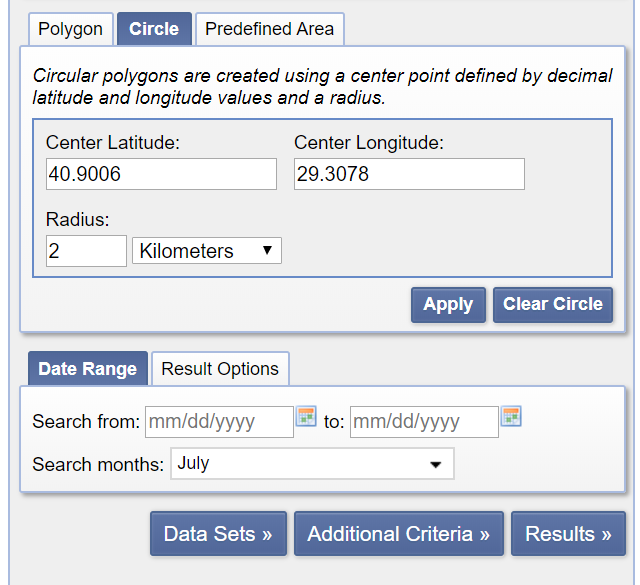 Polygon Circle Predefined Area
Circular polygons are created using a center point defined by decimal
latitude and longitude values and a radius.
Center Latitude: Center Longitude:
40.9006 29.3078
Radius:
2 Kilometers
Apply Clear Circle
Date Range Result Options
Search from: mm/dd/yyyy to: mm/dd/yyyy
Search months: July
Data Sets » Additional Criteria » Results »